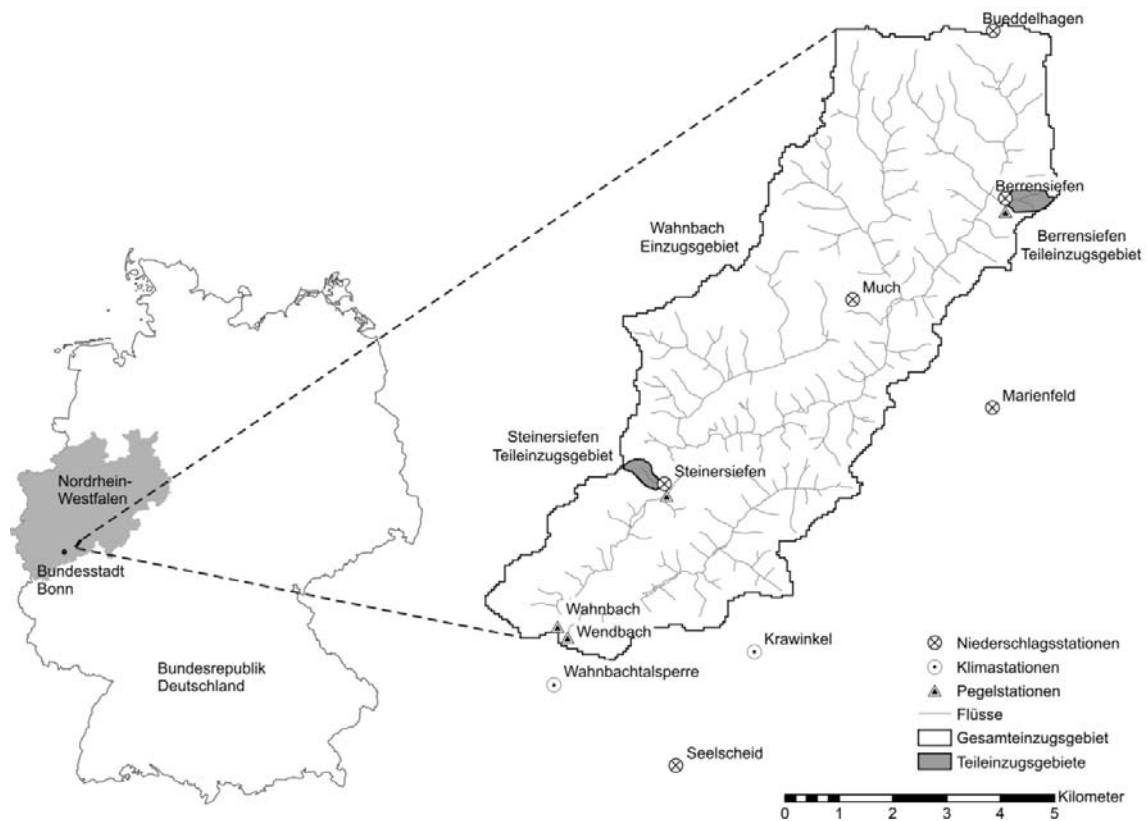 Bueddelhagen
Berrensiefen
Wahnbach
Einzugsgebiet
Berrensiefen
Teileinzugsgebiet
Much
Marienfeld
Steinersiefen
Teileinzugsgebiet
Steinersiefen
Nordrhein-
Westfalen
Bundesstadt
Bonn
Wahnbach
Wendbach
Krawinkel
Wahnbachtalsperre
Bundesrepublik
Deutschland
Seelscheid
Niederschlagsstationen
Klimastationen
Pegelstationen
Flüsse
Gesamteinzugsgebiet
Teileinzugsgebiete
Kilometer
0 1 2 3 4 5